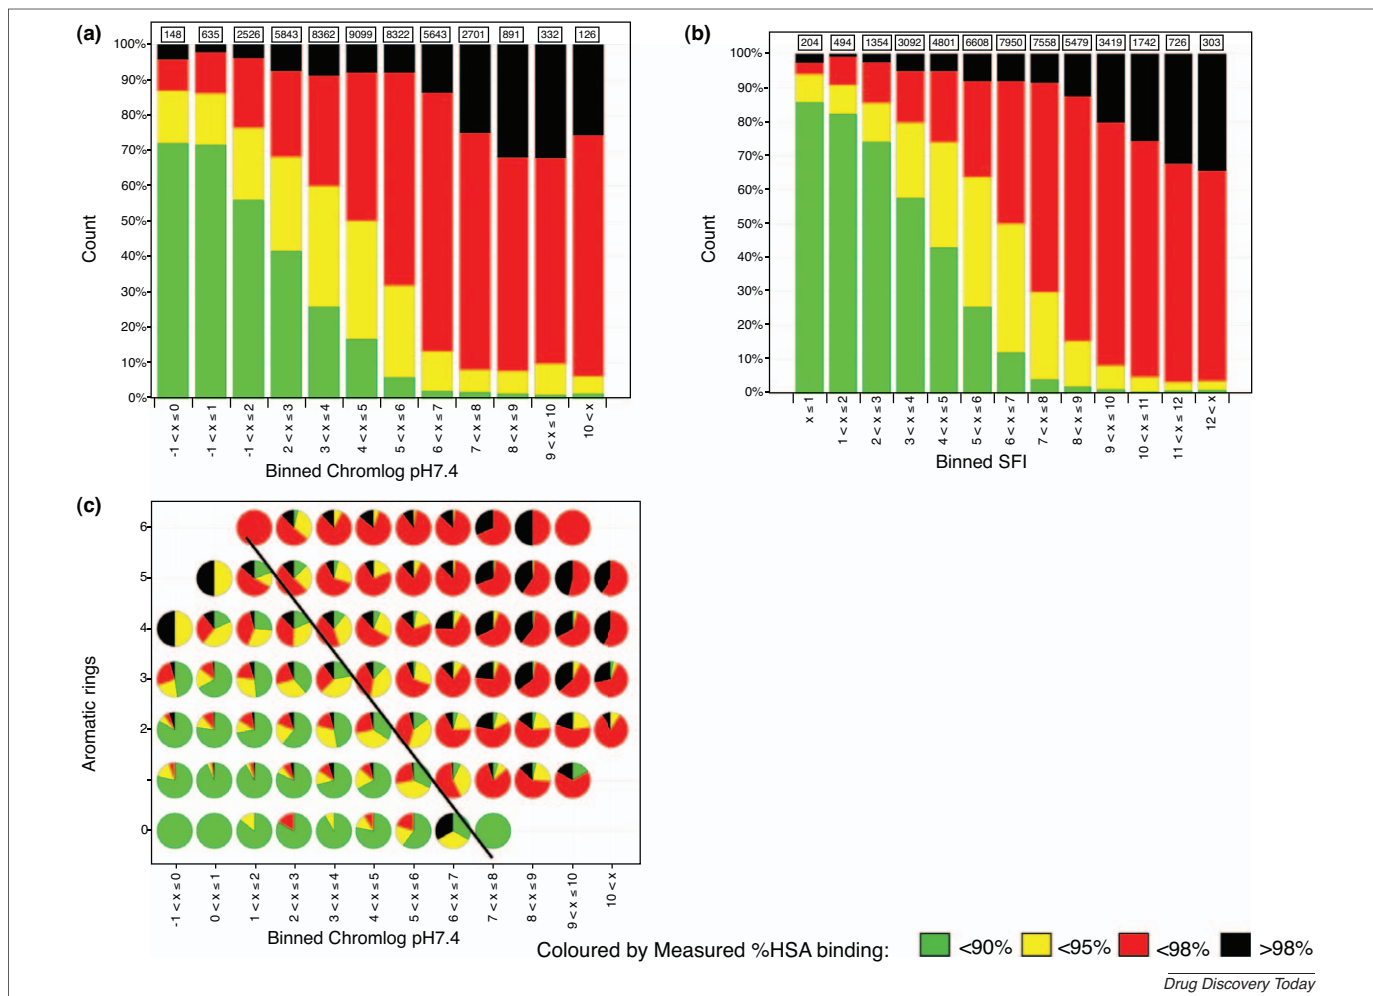 (a)
148 635 2526 5843 8362 9099 8322 5643 2701 891 332 126
100%
90%
80%
70%
60%
50%
40%
30%
20%
10%
0%
Count
-1 < x ≤ 0
-1 < x ≤ 1
-1 < x ≤ 2
2 < x ≤ 3
3 < x ≤ 4
4 < x ≤ 5
5 < x ≤ 6
6 < x ≤ 7
7 < x ≤ 8
8 < x ≤ 9
9 < x ≤ 10
10 < x
Binned Chromlog pH7.4
(b)
204 494 1354 3092 4801 6608 7950 7558 5479 3419 1742 726 303
100%
90%
80%
70%
60%
50%
40%
30%
20%
10%
0%
Count
x ≤ 1
1 < x ≤ 2
2 < x ≤ 3
3 < x ≤ 4
4 < x ≤ 5
5 < x ≤ 6
6 < x ≤ 7
7 < x ≤ 8
8 < x ≤ 9
9 < x ≤ 10
10 < x ≤ 11
11 < x ≤ 12
12 < x
Binned SFI
(c)
6
5
4
3
2
0
Aromatic rings
-1 < x ≤ 0
0 < x ≤ 1
1 < x ≤ 2
2 < x ≤ 3
3 < x ≤ 4
4 < x ≤ 5
5 < x ≤ 6
6 < x ≤ 7
7 < x ≤ 8
8 < x ≤ 9
9 < x ≤ 10
10 < x
Binned Chromlog pH7.4
Coloured by Measured %HSA binding: <90% <95% <98% >98%
Drug Discovery Today